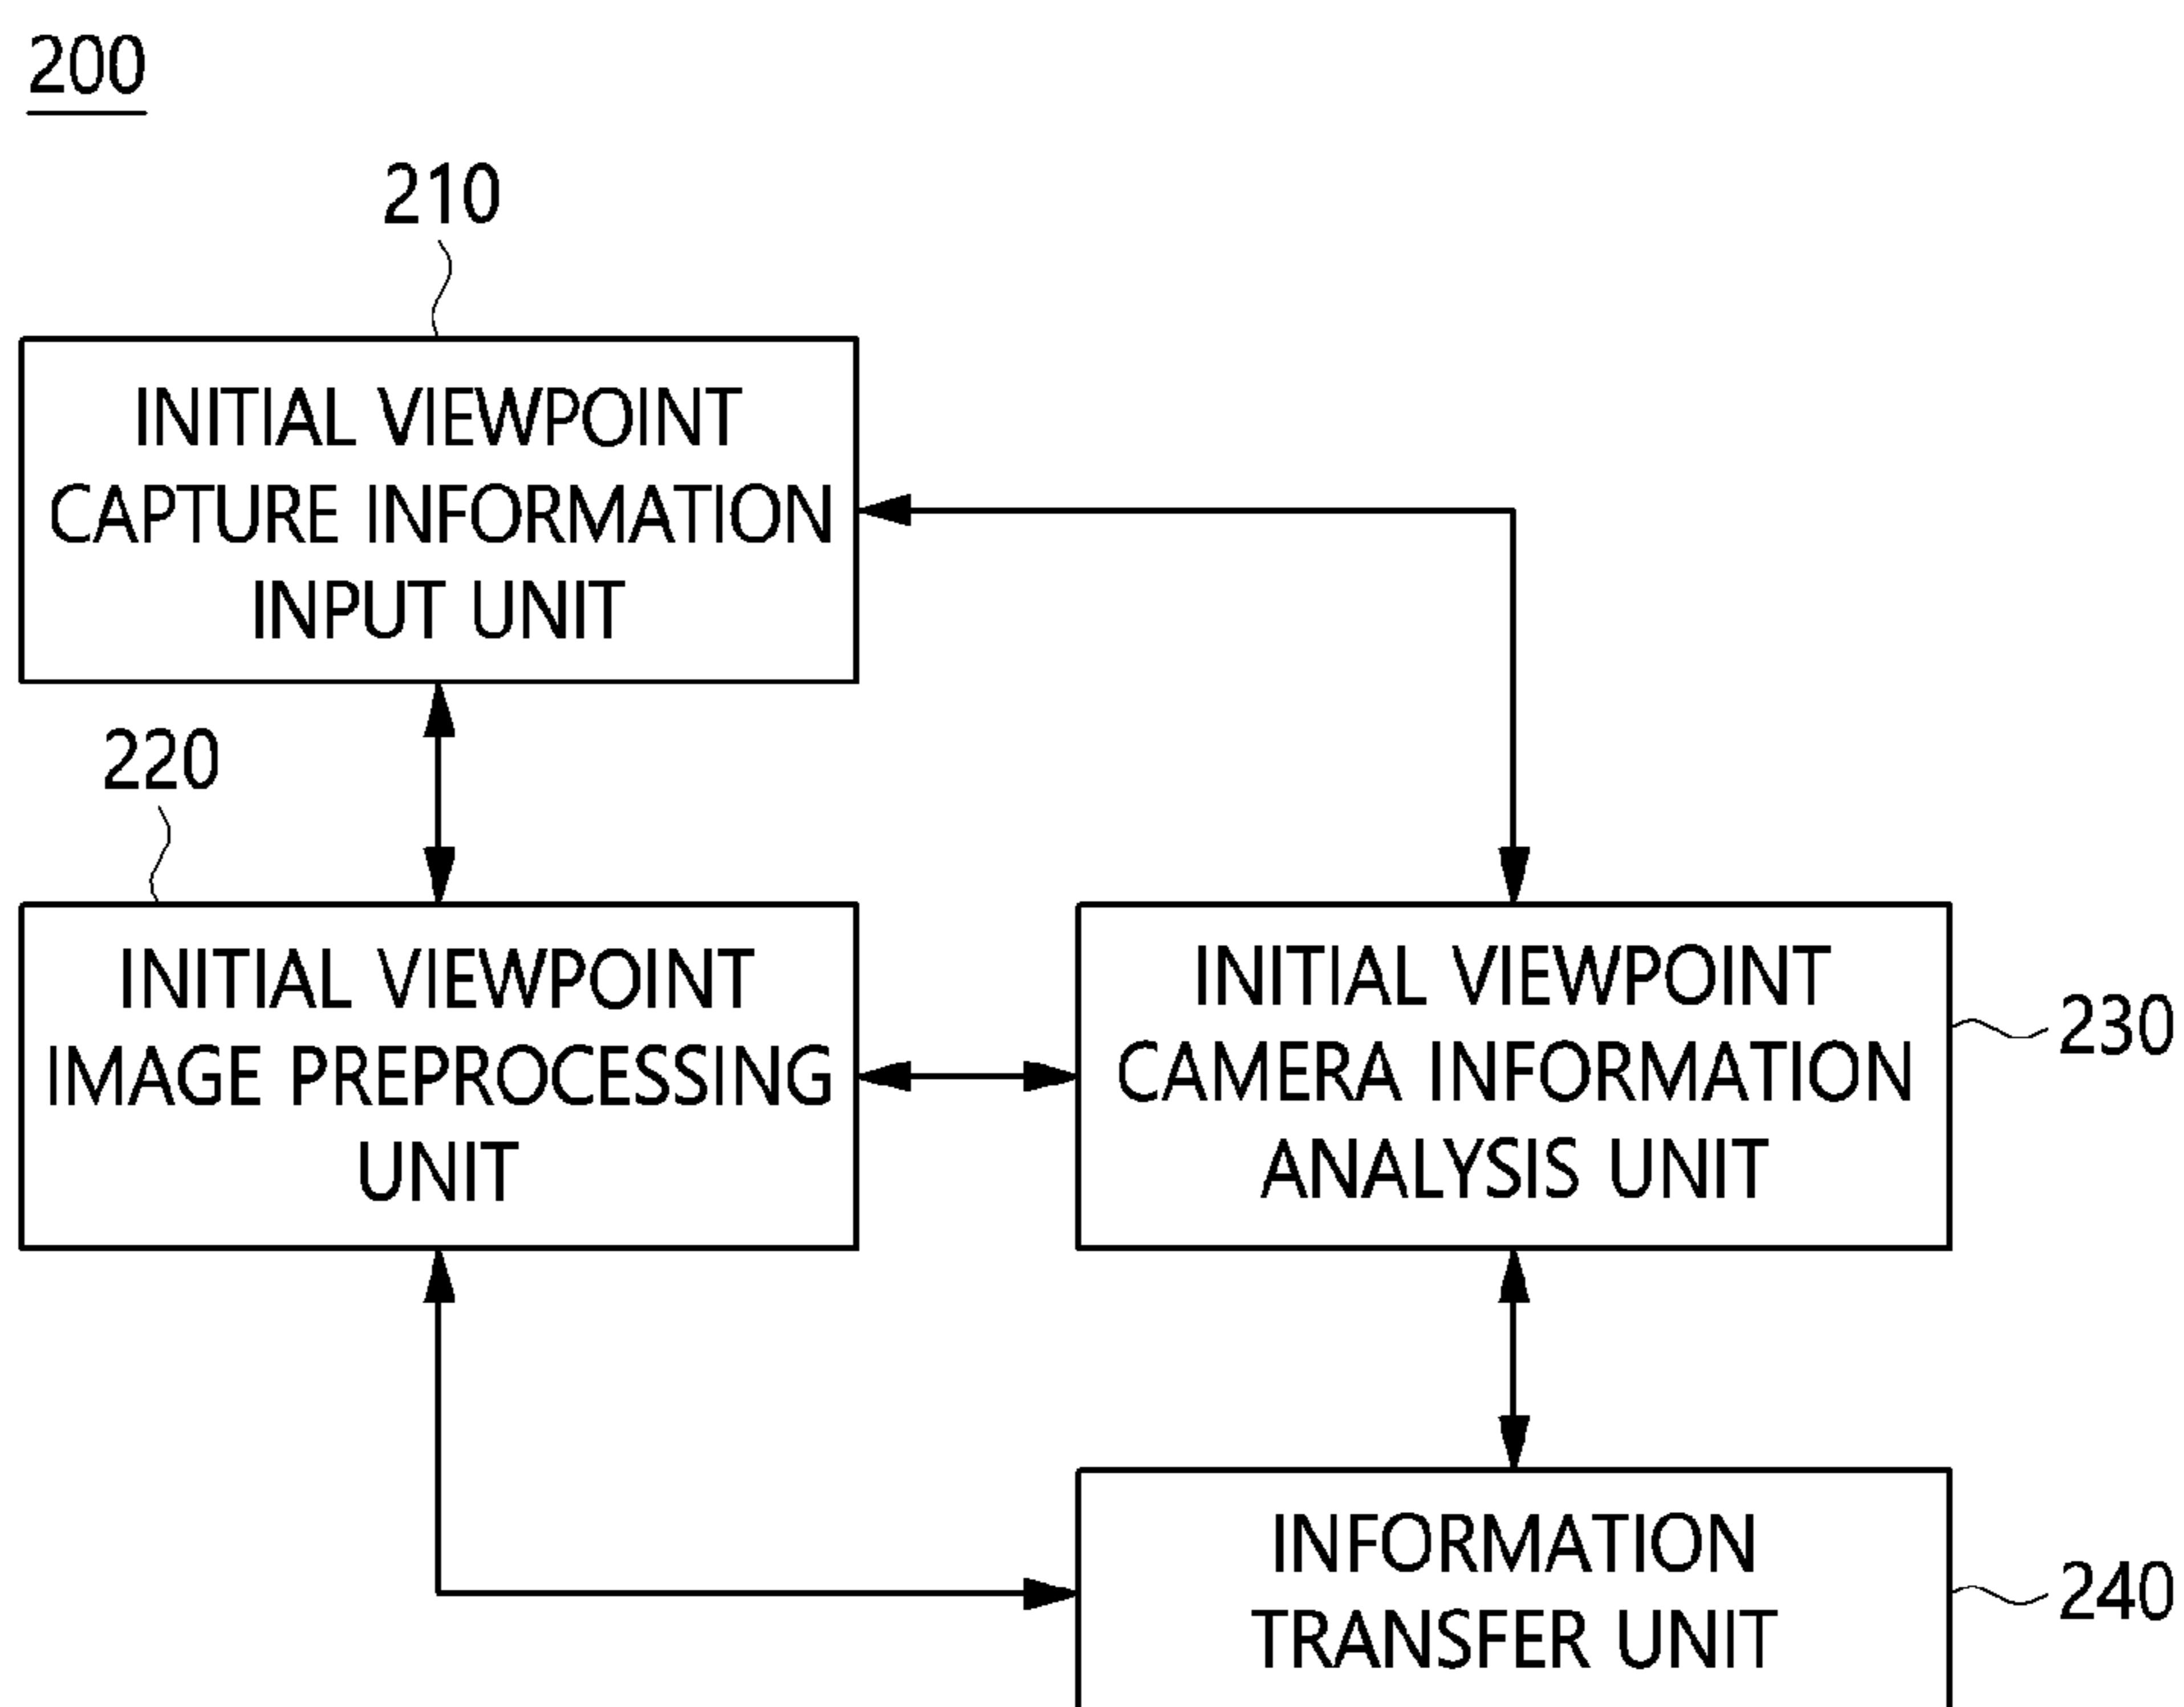 200
210
INITIAL VIEWPOINT
CAPTURE INFORMATION
INPUT UNIT
220
INITIAL VIEWPOINT
IMAGE PREPROCESSING
UNIT
INITIAL VIEWPOINT
CAMERA INFORMATION
ANALYSIS UNIT
230
INFORMATION
TRANSFER UNIT
240